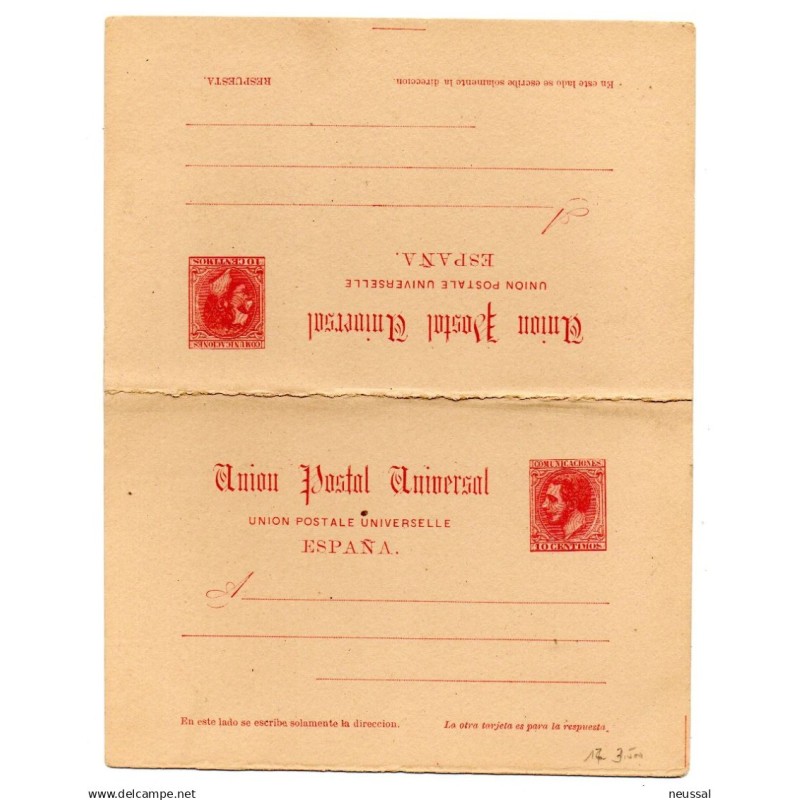 RESPUESTA.
En este lado se escribe solamente la direccion.
A
ESPAÑA.
UNION POSTALE UNIVERSELLE
Union Postal Universal
COMUNICACIONES
10 CENTIMOS
Union Postal Universal
UNION POSTALE UNIVERSELLE
ESPAÑA.
COMUNICACIONES
10 CENTIMOS
A
En este lado se escribe solamente la direccion.
La otra tarjeta es para la respuesta.
17
www.delcampe.net
neussal